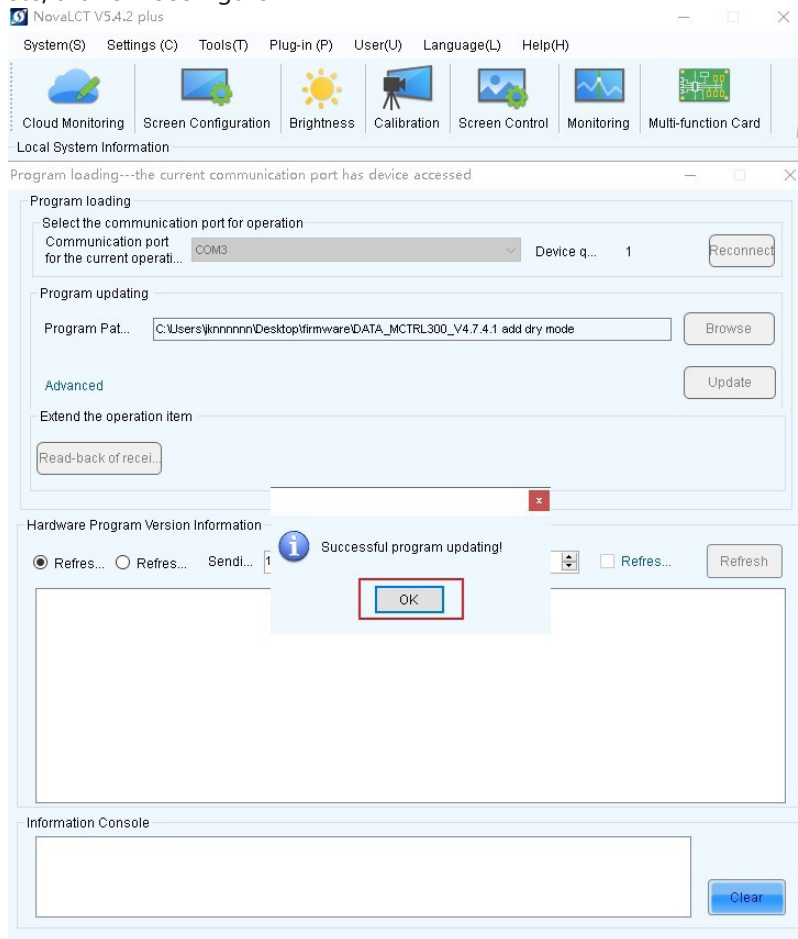 NovaLCT V5.4.2 plus
System(S) Settings (C) Tools(T) Plug-in (P) User(U) Language(L) Help(H)
Cloud Monitoring Screen Configuration Brightness Calibration Screen Control Monitoring Multi-function Card
Local System Information
Program loading---the current communication port has device accessed
Program loading
Select the communication port for operation
Communication port
for the current operati... COM3 Device q... 1 Reconnect
Program updating
Program Pat... C:\Users\jknnnnnn\Desktop\firmware\DATA_MCTRL300_V4.7.4.1 add dry mode Browse
Advanced Update
Extend the operation item
Read-back of recei...
Hardware Program Version Information
Successful program updating!
Refres... Refres... Sendi... 1 Refres... Refresh
OK
Information Console
Clear